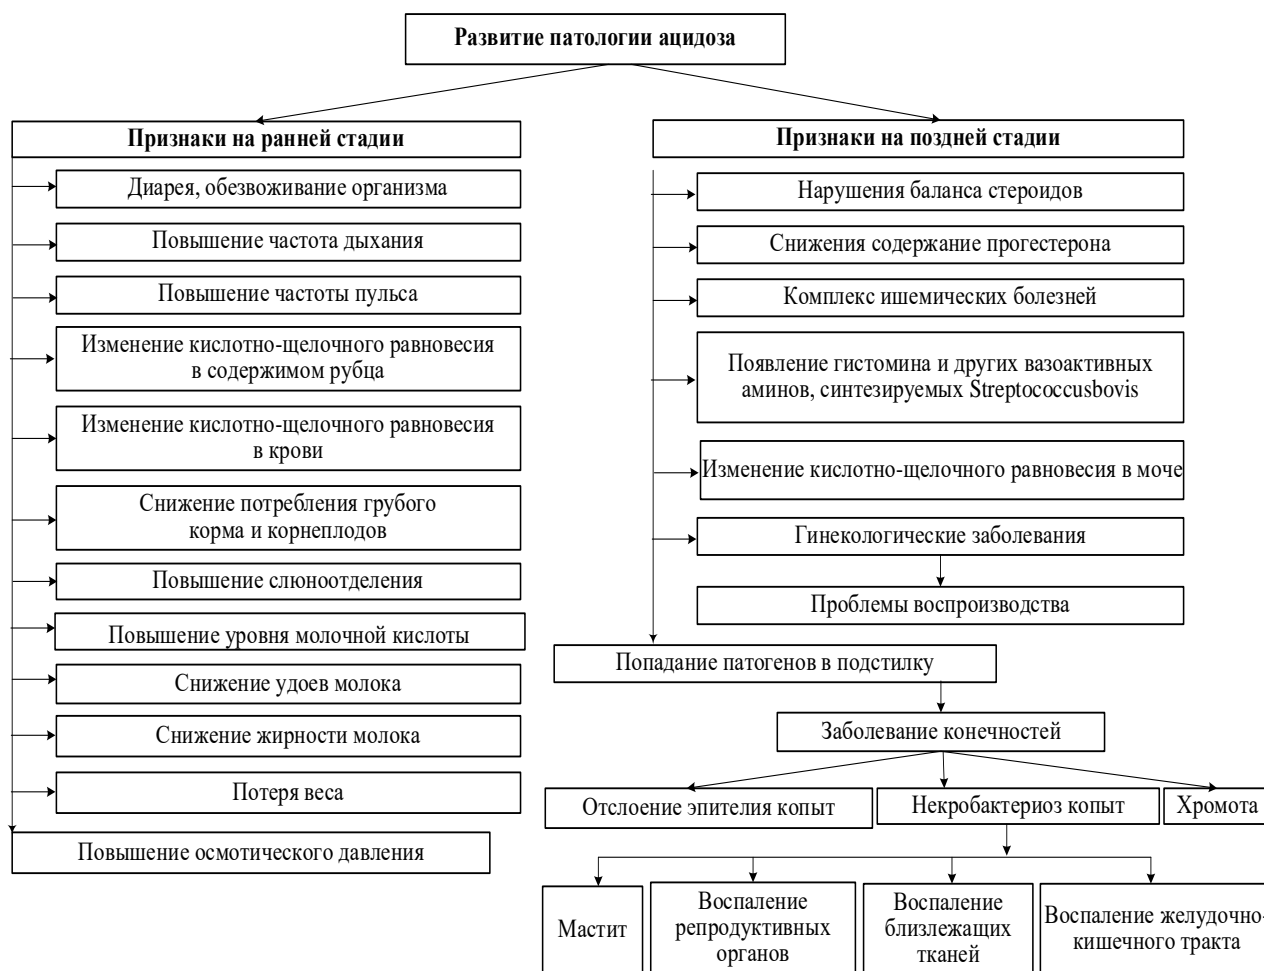 Развитие патологии ацидоза
Признаки на ранней стадии
Диарея, обезвоживание организма
Повышение частота дыхания
Повышение частоты пульса
Изменение кислотно-щелочного равновесия
в содержимом рубца
Изменение кислотно-щелочного равновесия
в крови
Снижение потребления грубого
корма и корнеплодов
Повышение слюноотделения
Повышение уровня молочной кислоты
Снижение удоев молока
Снижение жирности молока
Потеря веса
Повышение осмотического давления
Признаки на поздней стадии
Нарушения баланса стероидов
Снижения содержание прогестерона
Комплекс ишемических болезней
Появление гистомина и других вазоактивных
аминов, синтезируемых Streptococcusbovis
Изменение кислотно-щелочного равновесия в моче
Гинекологические заболевания
Проблемы воспроизводства
Попадание патогенов в подстилку
Заболевание конечностей
Отслоение эпителия копыт
Некробактериоз копыт
Хромота
Мастит
Воспаление
репродуктивных
органов
Воспаление
близлежащих
тканей
Воспаление желудочно-
кишечного тракта